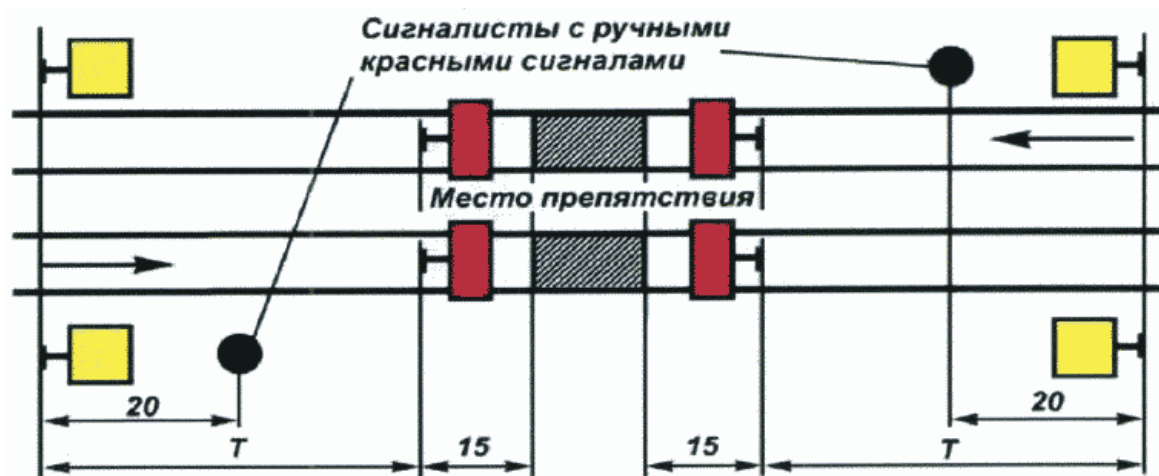 Сигналисты с ручными
красными сигналами
Место препятствия
20
20
Т
15
15
Т